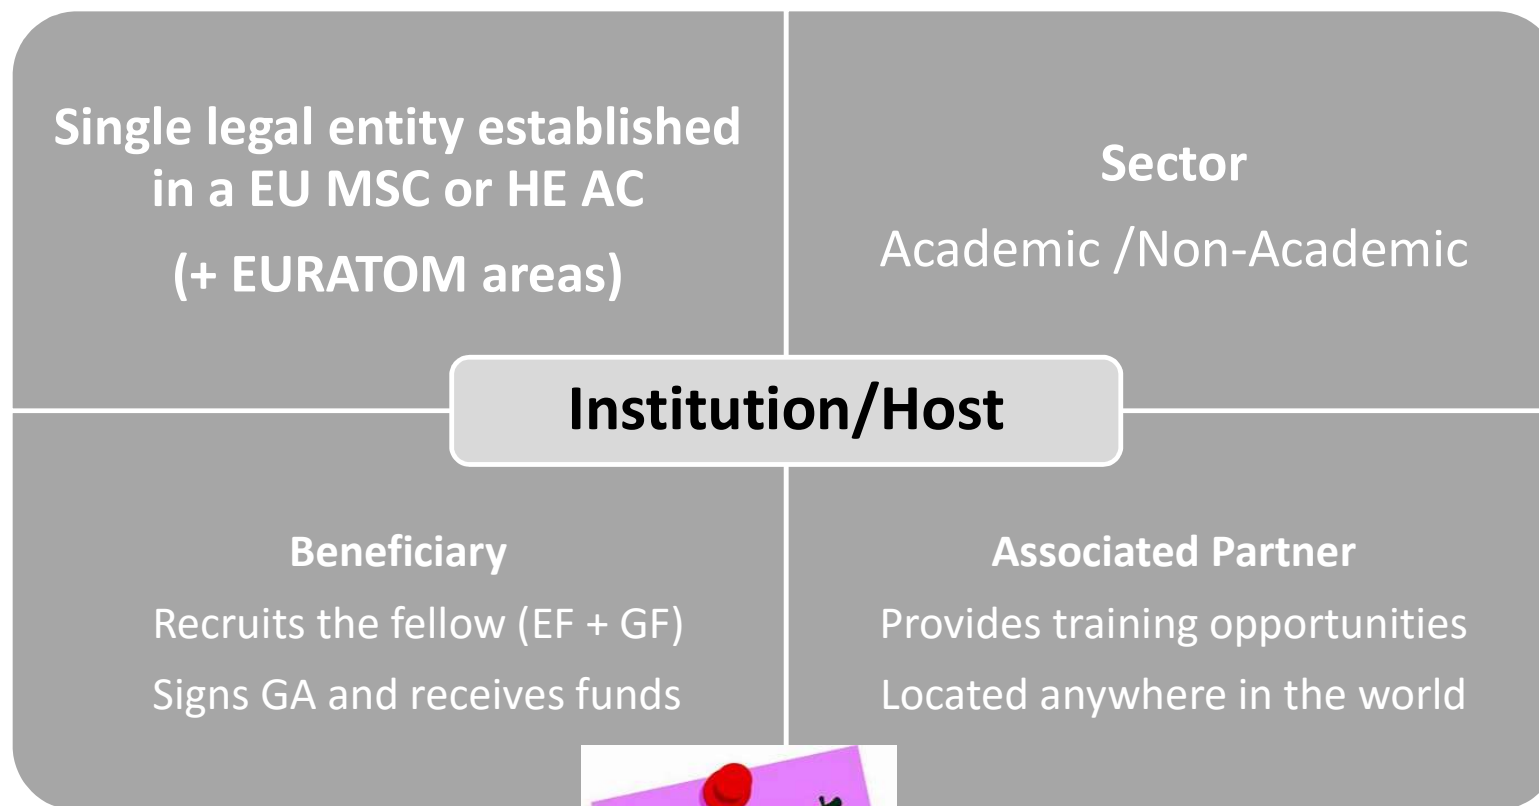 Single legal entity established
in a EU MSC or HE AC
(+ EURATOM areas)
Sector
Academic /Non-Academic
Institution/Host
Beneficiary
Recruits the fellow (EF + GF)
Signs GA and receives funds
Associated Partner
Provides training opportunities
Located anywhere in the world